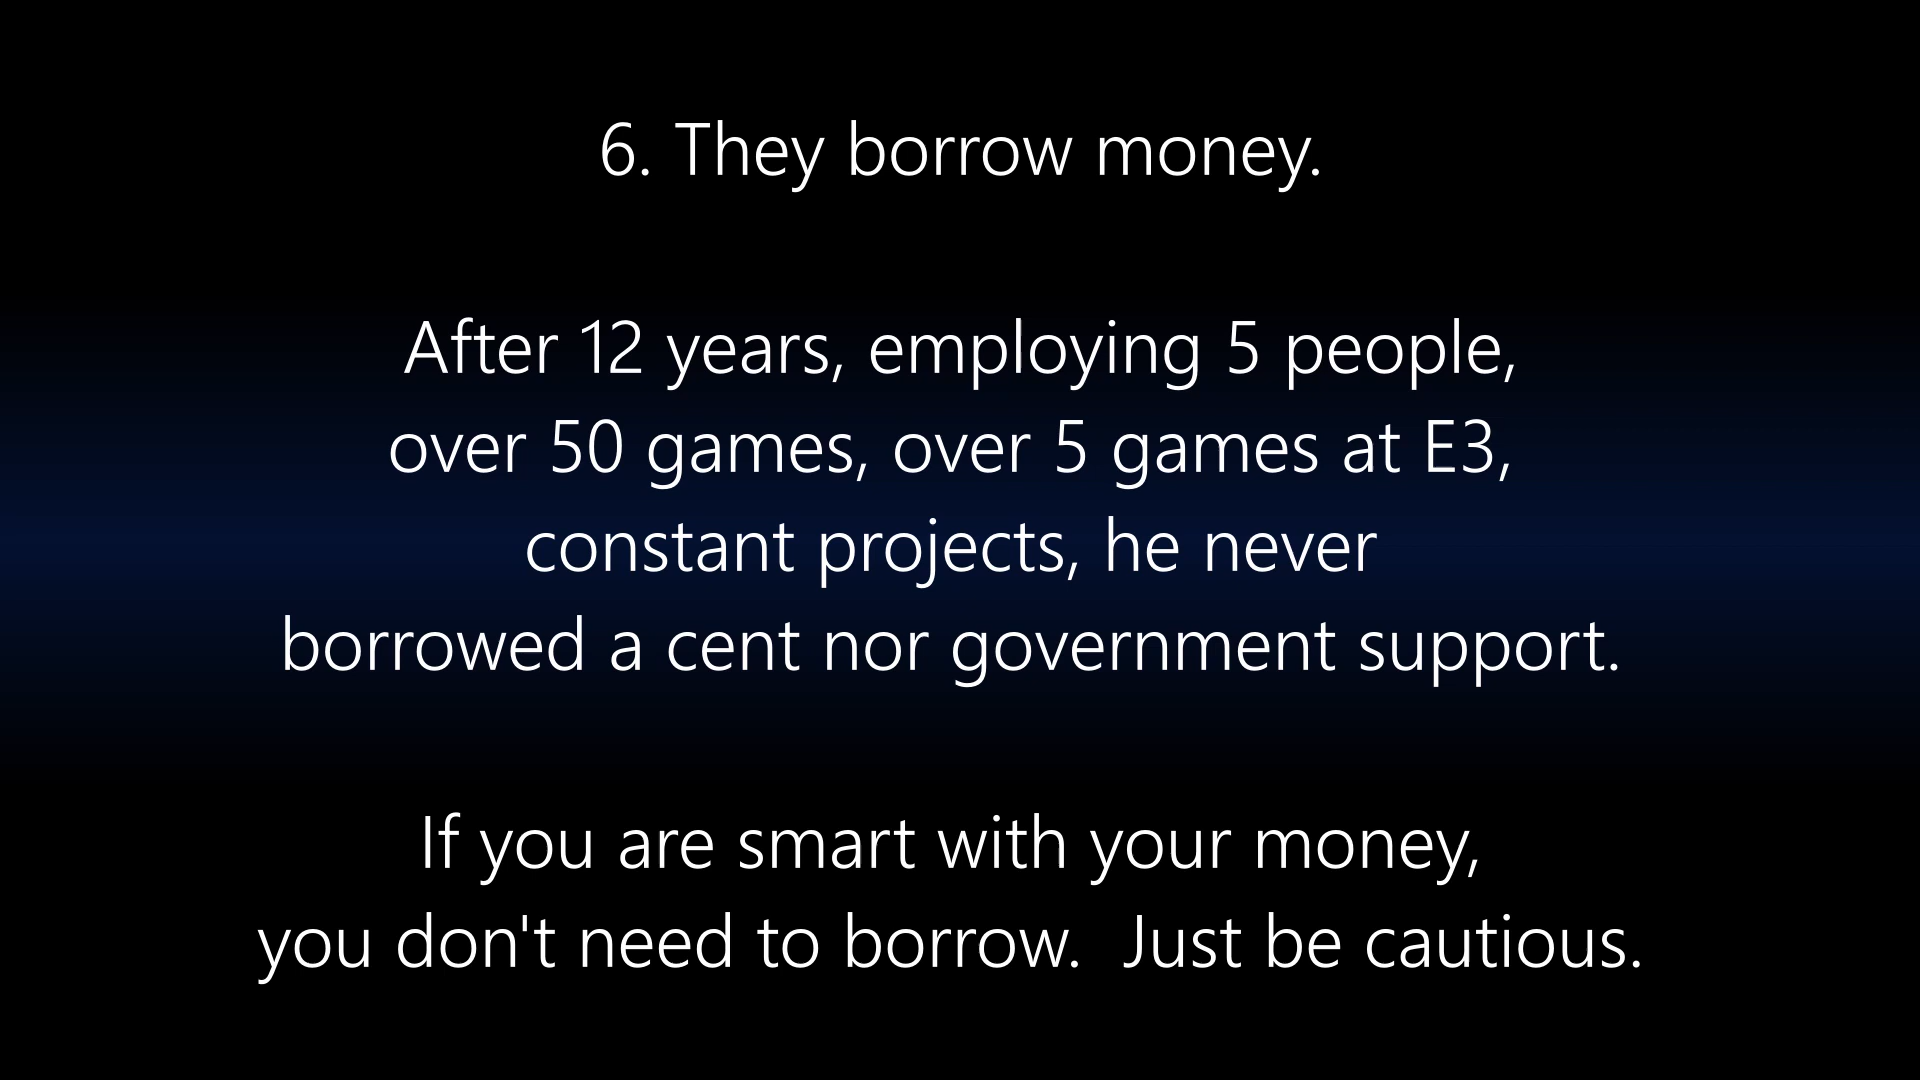 6. They borrow money.
After 12 years, employing 5 people,
over 50 games, over 5 games at E3,
constant projects, he never
borrowed a cent nor government support.
If you are smart with your money,
you don't need to borrow.  Just be cautious.